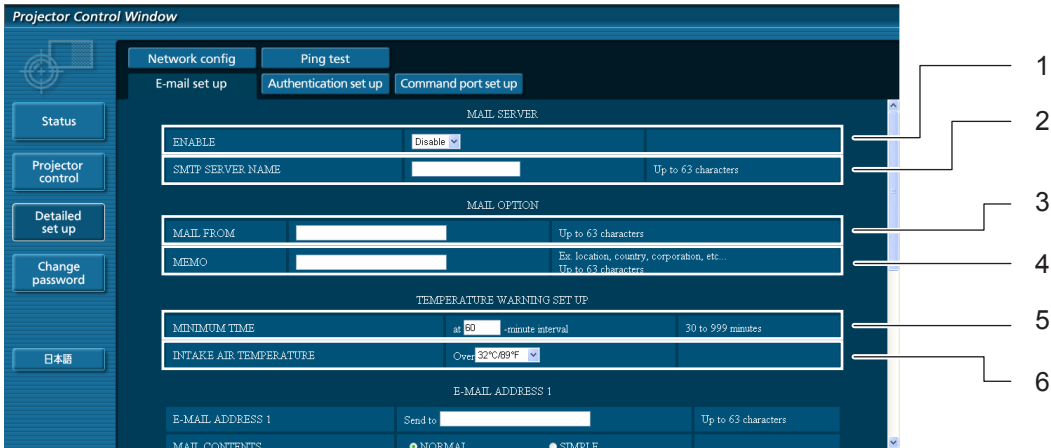 Projector Control Window
Network config Ping test
E-mail set up Authentication set up Command port set up
Status
Projector control
Detailed set up
Change password
日本語
MAIL SERVER
ENABLE Disable
SMTP SERVER NAME Up to 63 characters
MAIL OPTION
MAIL FROM Up to 63 characters
MEMO Ex. location, country, corporation, etc...
Up to 63 characters
TEMPERATURE WARNING SET UP
MINIMUM TIME at 60 -minute interval 30 to 999 minutes
INTAKE AIR TEMPERATURE Over 32°C/89°F
E-MAIL ADDRESS 1
E-MAIL ADDRESS 1 Send to Up to 63 characters
MAIL CONTENTS NORMAL SIMPLE
1
2
3
4
5
6